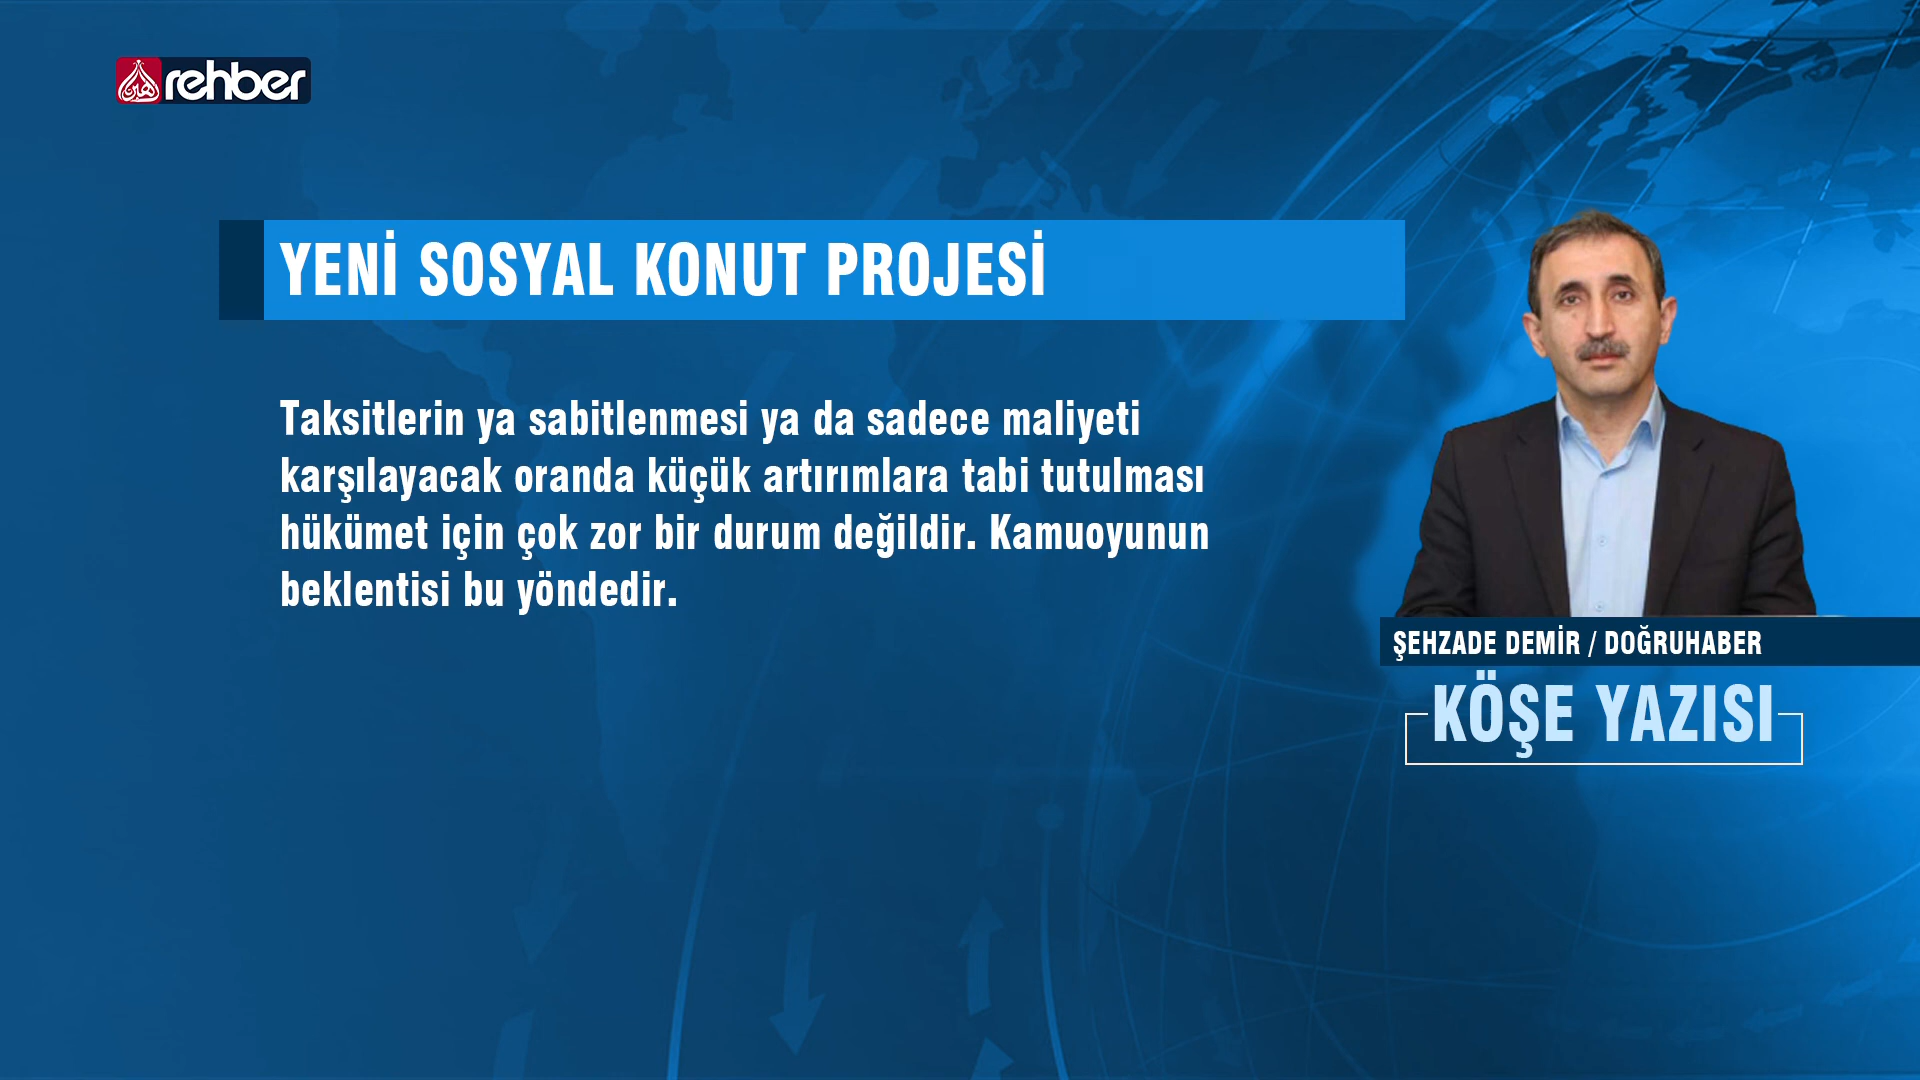 rehber
YENİ SOSYAL KONUT PROJESİ
Taksitlerin ya sabitlenmesi ya da sadece maliyeti
karşılayacak oranda küçük artırımlara tabi tutulması
hükümet için çok zor bir durum değildir. Kamuoyunun
beklentisi bu yöndedir.
ŞEHZADE DEMİR / DOĞRUHABER
KÖŞE YAZISI